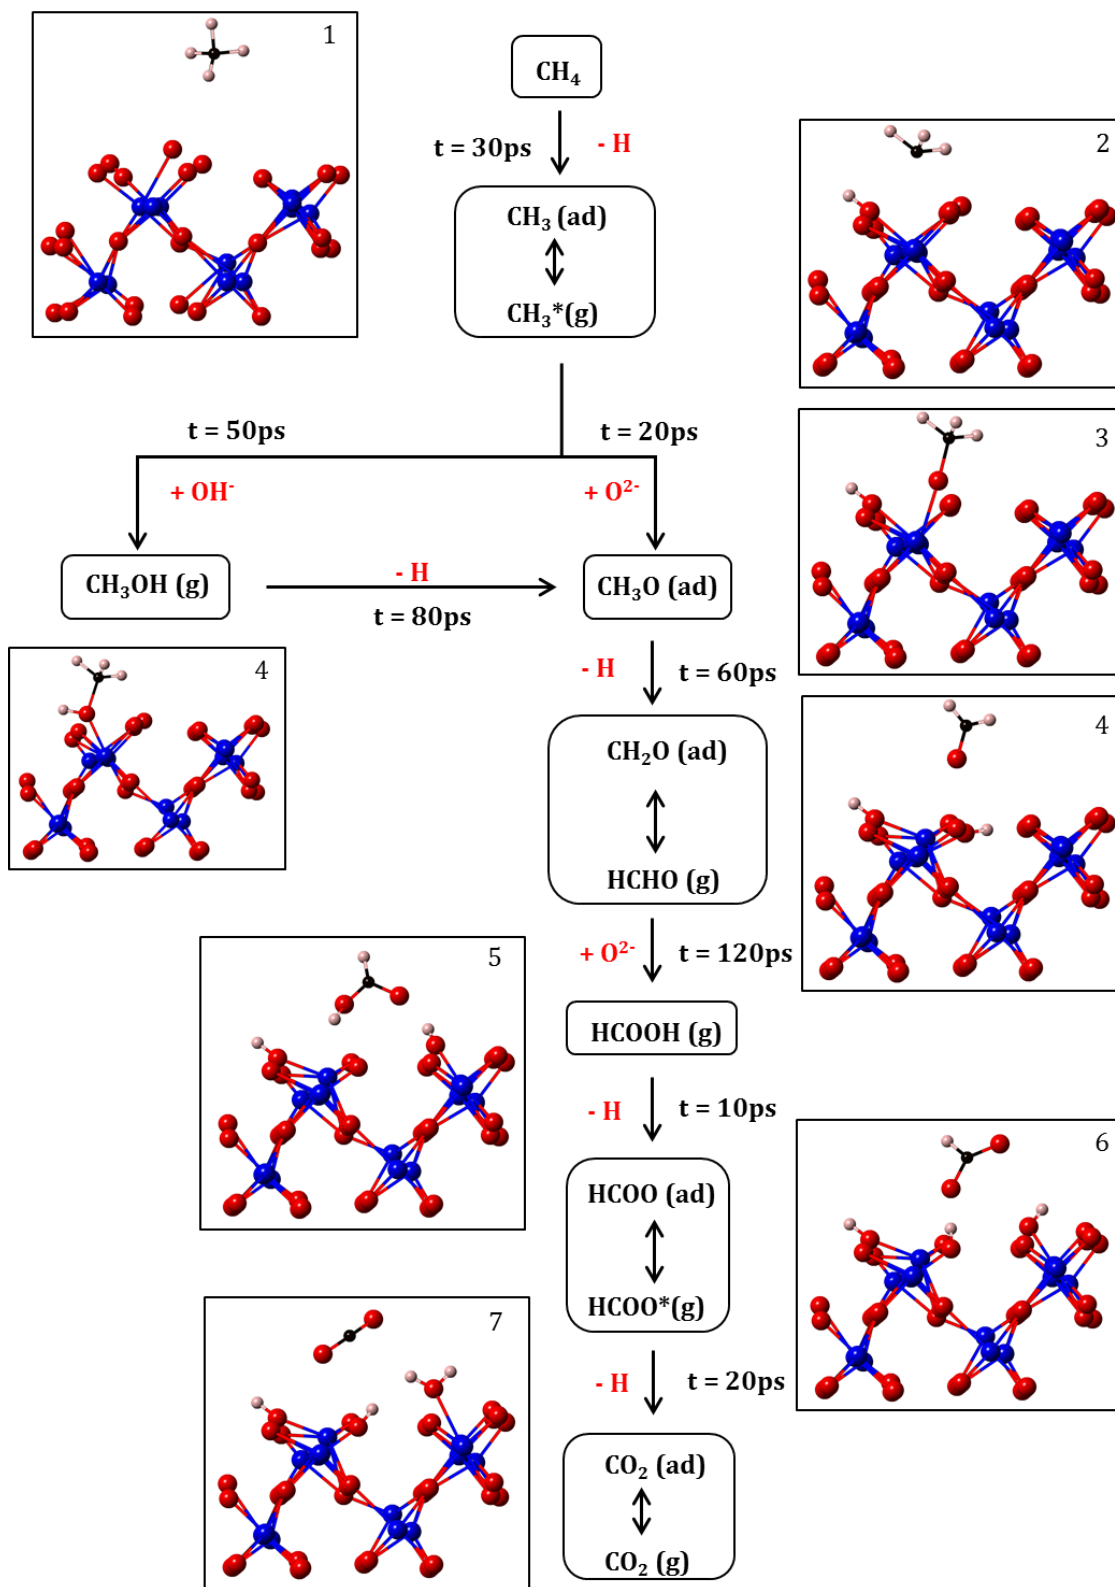 1
CH₄
t = 30ps
- H
2
CH₃ (ad)
CH₃*(g)
t = 50ps
t = 20ps
3
+ OH⁻
+ O²⁻
CH₃OH (g)
- H
CH₃O (ad)
t = 80ps
4
- H
t = 60ps
4
CH₂O (ad)
HCHO (g)
+ O²⁻
t = 120ps
5
HCOOH (g)
- H
t = 10ps
6
HCOO (ad)
HCOO*(g)
7
- H
t = 20ps
CO₂ (ad)
CO₂ (g)